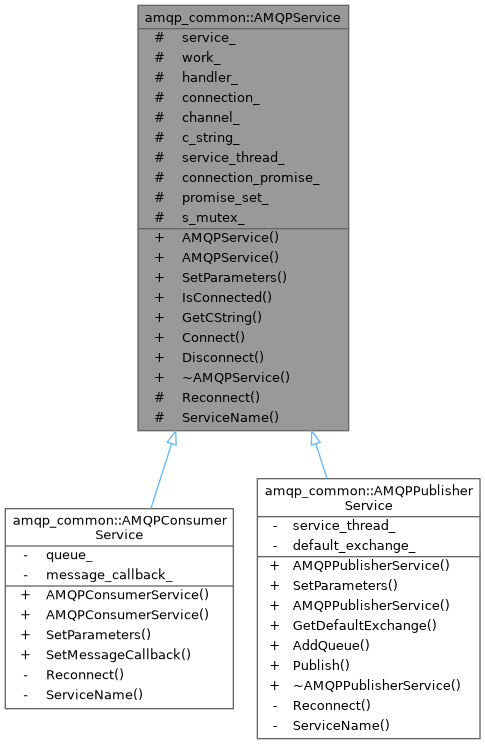 amqp_common::AMQPService
# service_
# work_
# handler_
# connection_
# channel_
# c_string_
# service_thread_
# connection_promise_
# promise_set_
# s_mutex_
+ AMQPService()
+ AMQPService()
+ SetParameters()
+ IsConnected()
+ GetCString()
+ Connect()
+ Disconnect()
+ ~AMQPService()
# Reconnect()
# ServiceName()
amqp_common::AMQPConsumer
Service
- queue_
- message_callback_
+ AMQPConsumerService()
+ AMQPConsumerService()
+ SetParameters()
+ SetMessageCallback()
- Reconnect()
- ServiceName()
amqp_common::AMQPPublisher
Service
- service_thread_
- default_exchange_
+ AMQPPublisherService()
+ SetParameters()
+ AMQPPublisherService()
+ GetDefaultExchange()
+ AddQueue()
+ Publish()
+ ~AMQPPublisherService()
- Reconnect()
- ServiceName()